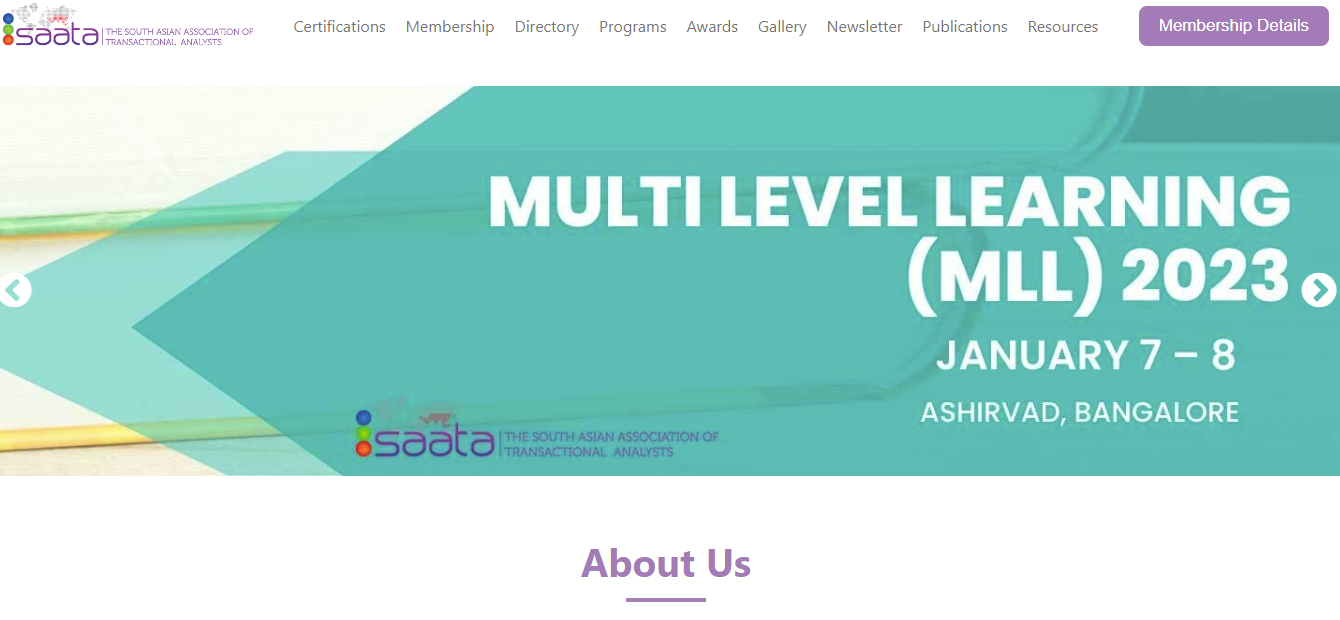 saata THE SOUTH ASIAN ASSOCIATION OF
TRANSACTIONAL ANALYSTS
Certifications Membership Directory Programs Awards Gallery Newsletter Publications Resources Membership Details
MULTI LEVEL LEARNING
(MLL) 2023
JANUARY 7 – 8
ASHIRVAD, BANGALORE
saata THE SOUTH ASIAN ASSOCIATION OF
TRANSACTIONAL ANALYSTS
About Us